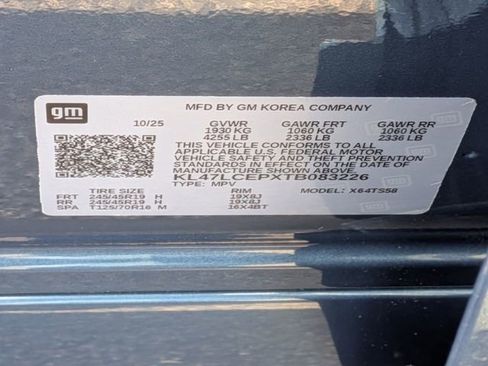 gm
MFD BY GM KOREA COMPANY
10/25 GVWR GAWR FRT GAWR RR
1930 KG 1060 KG 1060 KG
4255 LB 2336 LB 2336 LB
THIS VEHICLE CONFORMS TO ALL
APPLICABLE U.S. FEDERAL MOTOR
VEHICLE SAFETY AND THEFT PREVENTION
STANDARDS IN EFFECT ON THE DATE OF
MANUFACTURE SHOWN ABOVE.
KL47LCEPXTB083226
TYPE: MPV MODEL: X64TS58
TIRE SIZE RIM
FRT 245/45R19 H 19X8J
RR 245/45R19 H 19X8J
SPA T125/70R16 M 16X4BT